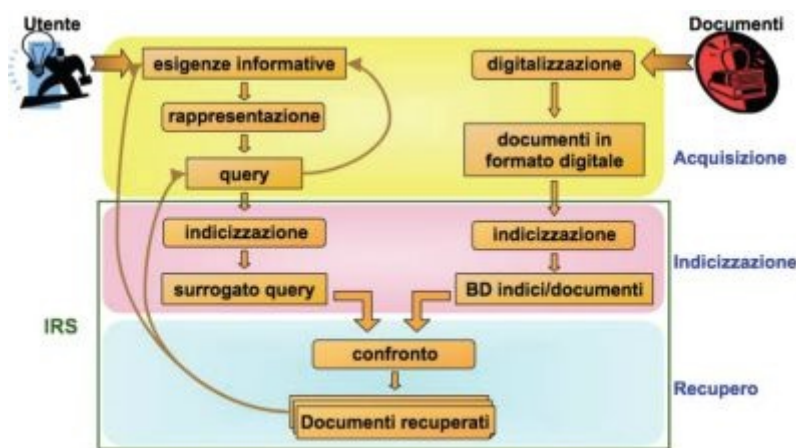 Utente
Documenti
esigenze informative
digitalizzazione
rappresentazione
documenti in
formato digitale
Acquisizione
query
indicizzazione
indicizzazione
Indicizzazione
surrogato query
BD indici/documenti
IRS
confronto
Recupero
Documenti recuperati